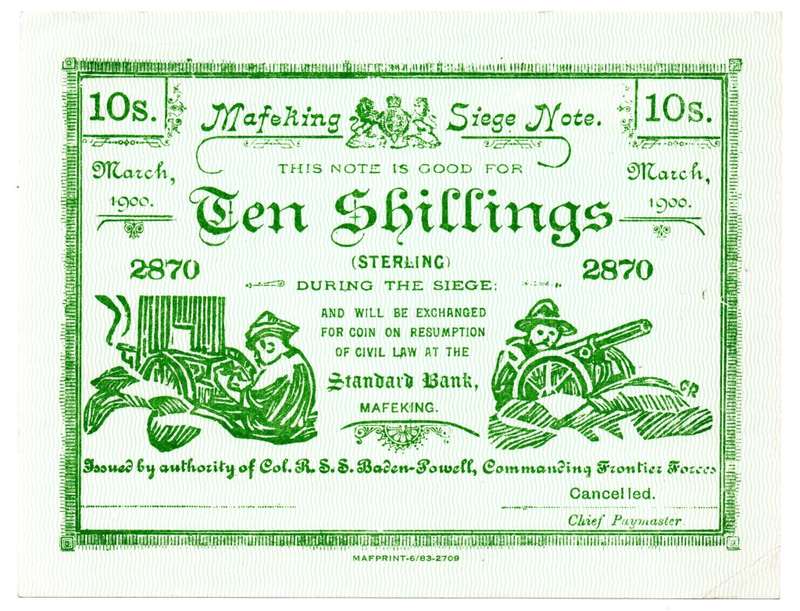 10s.
Mafeking Siege Note.
10s.
March,
1900.
THIS NOTE IS GOOD FOR
March,
1900.
Ten Shillings
2870
(STERLING)
2870
DURING THE SIEGE;
AND WILL BE EXCHANGED
FOR COIN ON RESUMPTION
OF CIVIL LAW AT THE
Standard Bank,
MAFEKING.
CR
Issued by authority of Col. R. S. S. Baden-Powell, Commanding Frontier Forces
Cancelled.
Chief Paymaster
MAFPRINT-6/83-2709